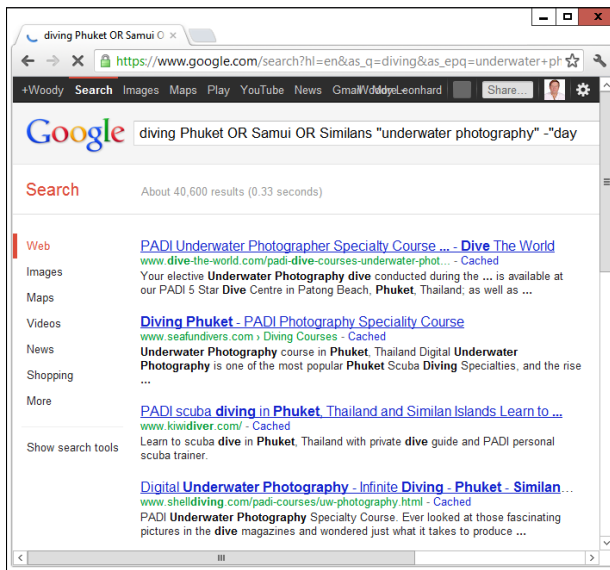 diving Phuket OR Samui O
https://www.google.com/search?hl=en&as_q=diving&as_epq=underwater+ph
+Woody Search Images Maps Play YouTube News Gmail Woody Leonhard Share...
Google
diving Phuket OR Samui OR Similans "underwater photography" -"day
Search
About 40,600 results (0.33 seconds)
Web
Images
Maps
Videos
News
Shopping
More
Show search tools
PADI Underwater Photographer Specialty Course ... - Dive The World
www.dive-the-world.com/padi-dive-courses-underwater-phot... - Cached
Your elective Underwater Photography dive conducted during the ... is available at
our PADI 5 Star Dive Centre in Patong Beach, Phuket, Thailand; as well as ...
Diving Phuket - PADI Photography Speciality Course
www.seafundivers.com › Diving Courses - Cached
Underwater Photography course in Phuket, Thailand Digital Underwater
Photography is one of the most popular Phuket Scuba Diving Specialties, and the rise
...
PADI scuba diving in Phuket, Thailand and Similan Islands Learn to ...
www.kiwidiver.com/ - Cached
Learn to scuba dive in Phuket, Thailand with private dive guide and PADI personal
scuba trainer.
Digital Underwater Photography - Infinite Diving - Phuket - Similan...
www.shelldiving.com/padi-courses/uw-photography.html - Cached
PADI Underwater Photography Specialty Course. Ever looked at those fascinating
pictures in the dive magazines and wondered just what it takes to produce ...